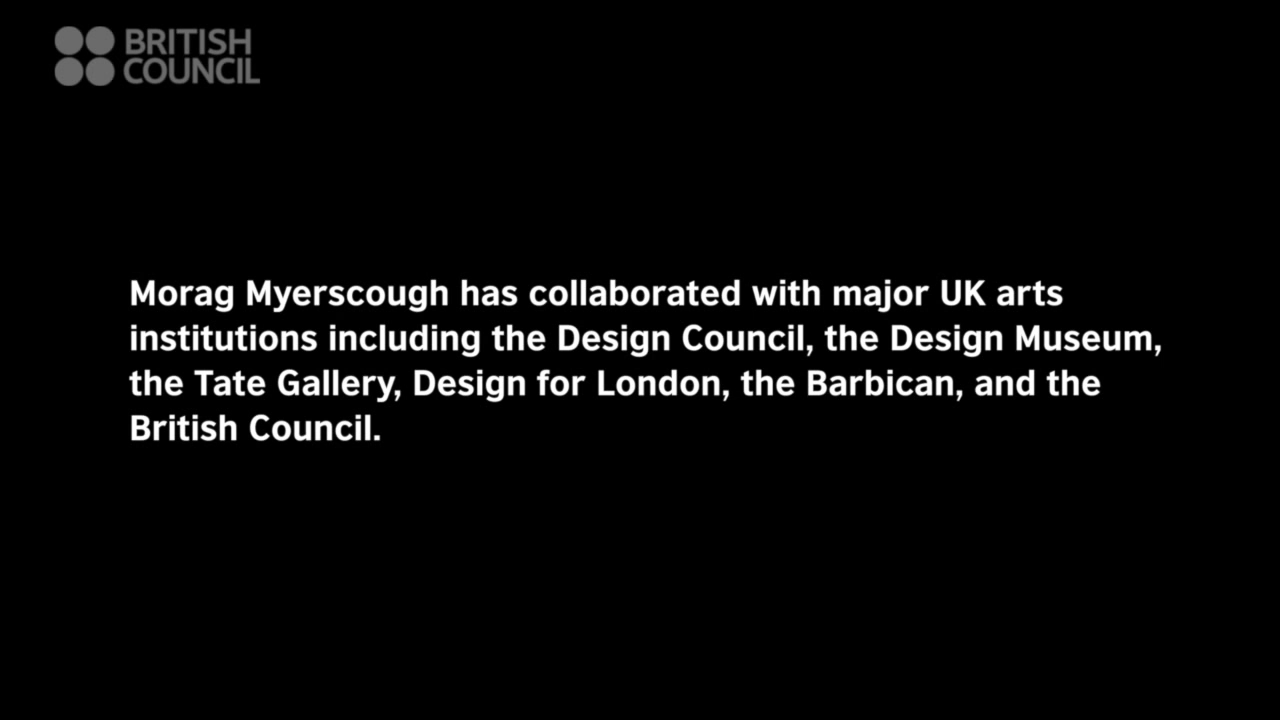 BRITISH
COUNCIL
Morag Myerscough has collaborated with major UK arts
institutions including the Design Council, the Design Museum,
the Tate Gallery, Design for London, the Barbican, and the
British Council.